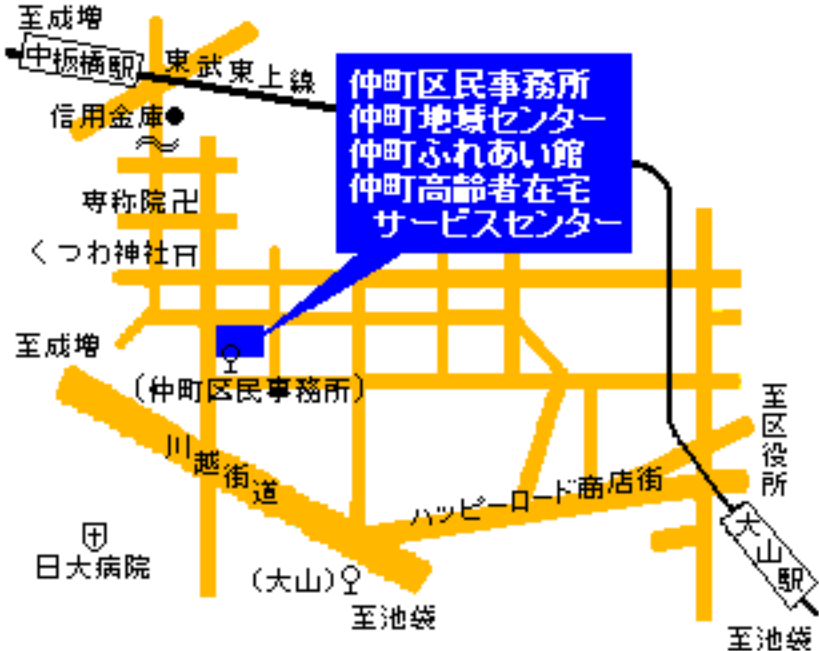 至成増
中板橋駅
東武東上線
信用金庫
仲町区民事務所
仲町地域センター
仲町ふれあい館
仲町高齢者在宅
サービスセンター
専称院卍
くつわ神社
至成増
(仲町区民事務所)
川越街道
至区役所
ハッピーロード商店街
日大病院
(大山)
大山駅
至池袋
至池袋